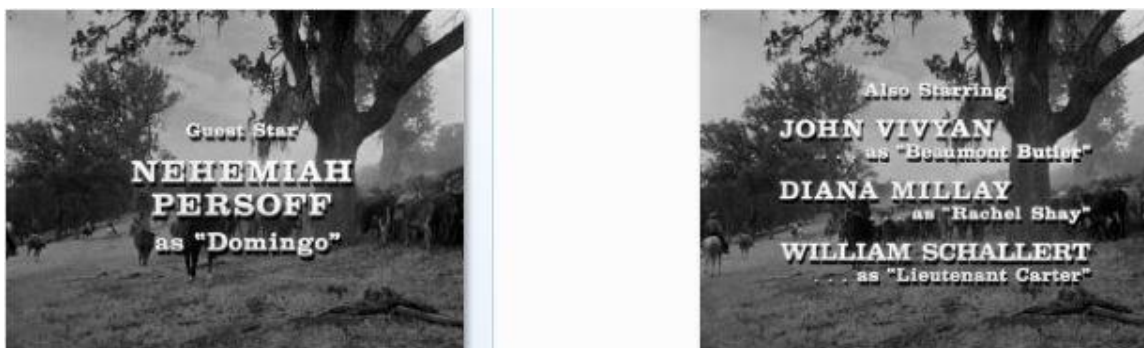 Guest Star
NEHEMIAH
PERSOFF
as "Domingo"
Also Starring
JOHN VIVYAN
. . . as "Beaumont Butler"
DIANA MILLAY
as "Rachel Shay"
WILLIAM SCHALLERT
. . . as "Lieutenant Carter"